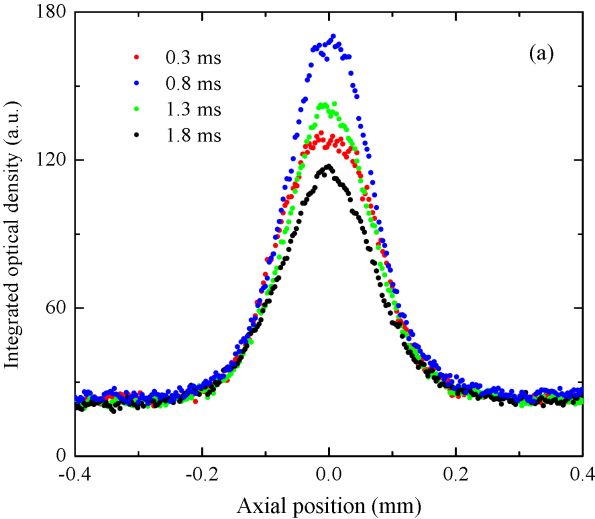 180
(a)
0.3 ms
0.8 ms
1.3 ms
1.8 ms
120
60
0
Integrated optical density (a.u.)
-0.4
-0.2
0.0
0.2
0.4
Axial position (mm)